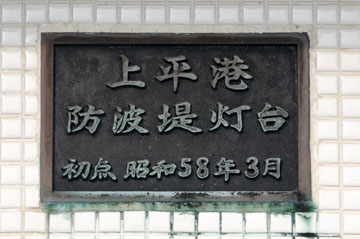 上平港
防波堤灯台
初点 昭和58年3月